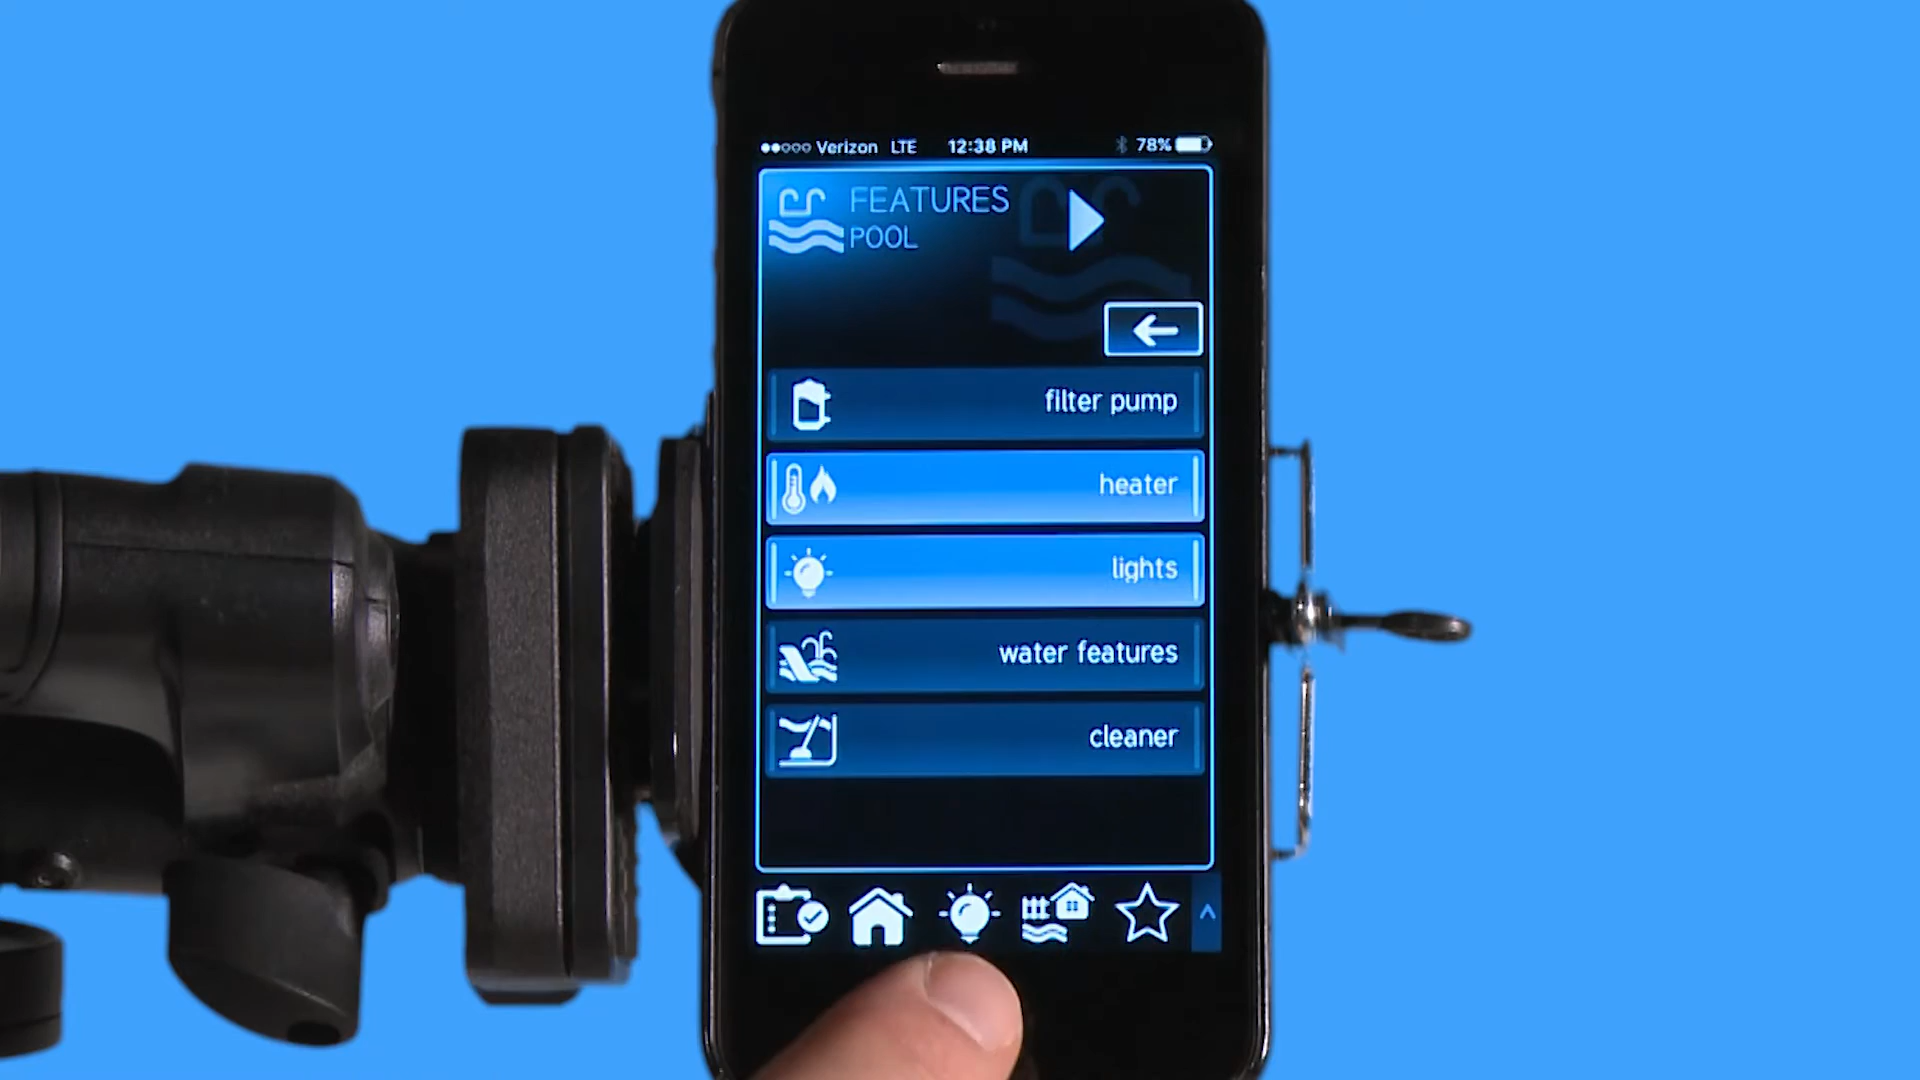 Verizon LTE 12:38 PM 78%
FEATURES
POOL
filter pump
heater
lights
water features
cleaner